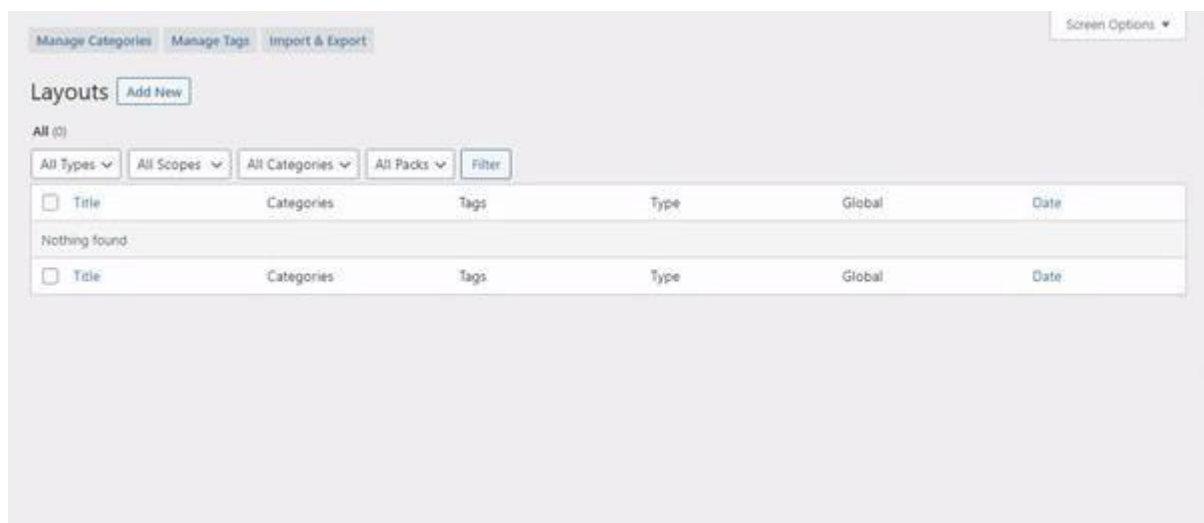 Screen Options
Manage Categories Manage Tags Import & Export
Layouts Add New
All (0)
All Types All Scopes All Categories All Packs Filter
Title Categories Tags Type Global Date
Nothing found
Title Categories Tags Type Global Date